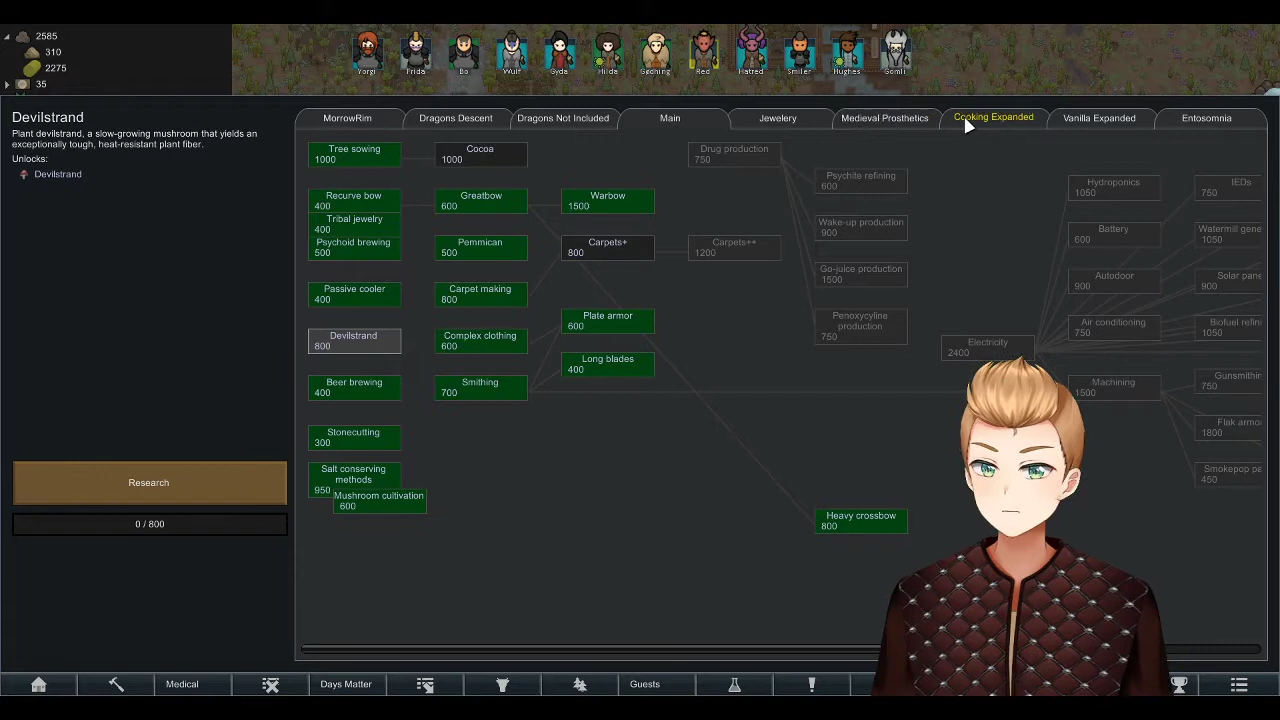 2585
310
2275
35
Yorgi
Frida
Bo
Wulf
Gyda
Hilda
Gødhing
Red
Hatred
Smiler
Hughes
Gomli
Devilstrand
Plant devilstrand, a slow-growing mushroom that yields an
exceptionally tough, heat-resistant plant fiber.
Unlocks:
Devilstrand
Research
0 / 800
MorrowRim
Dragons Descent
Dragons Not Included
Main
Jewelery
Medieval Prosthetics
Cooking Expanded
Vanilla Expanded
Entosomnia
Tree sowing
1000
Cocoa
1000
Drug production
750
Psychite refining
600
Hydroponics
1050
IEDs
750
Recurve bow
400
Greatbow
600
Warbow
1500
Tribal jewelry
400
Wake-up production
900
Battery
600
Watermill gene
1050
Psychoid brewing
500
Pemmican
500
Carpets+
800
Carpets++
1200
Go-juice production
1500
Autodoor
900
Solar pane
900
Passive cooler
400
Carpet making
800
Plate armor
600
Penoxycyline
production
750
Air conditioning
750
Biofuel refini
1050
Devilstrand
800
Complex clothing
600
Long blades
400
Electricity
2400
Beer brewing
400
Smithing
700
Machining
1500
Gunsmithin
750
Stonecutting
300
Flak armo
1800
Salt conserving
methods
950
Smokepop pa
450
Mushroom cultivation
600
Heavy crossbow
800
Medical
Days Matter
Guests